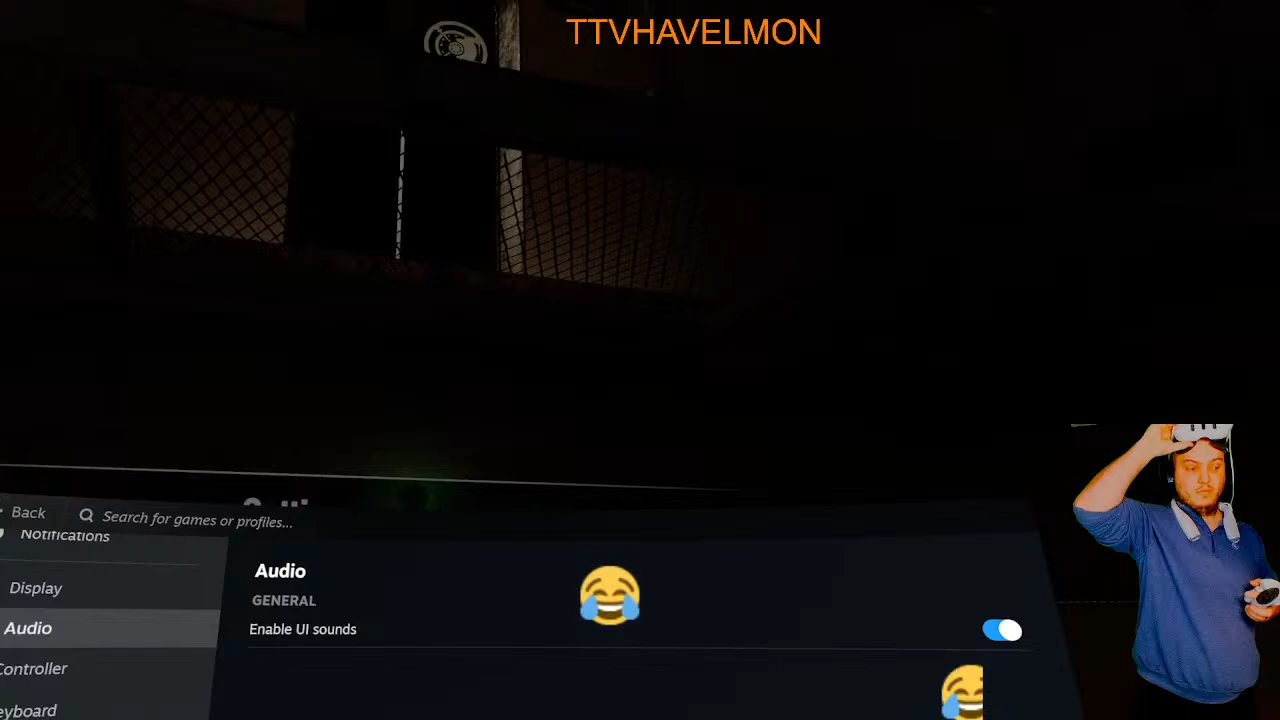 TTVHAVELMON
Back
Search for games or profiles...
Notifications
Display
Audio
Controller
eyboard
Audio
GENERAL
Enable UI sounds